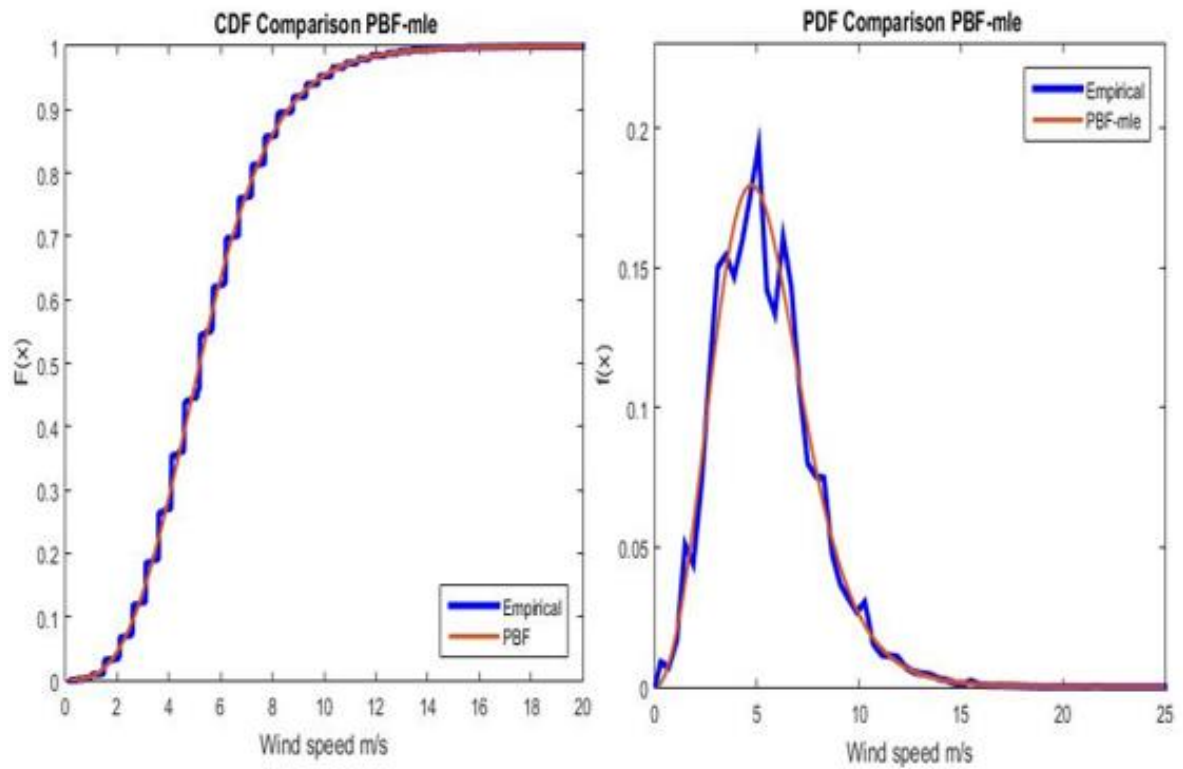 CDF Comparison PBF-mle
1
0.9
0.8
0.7
0.6
0.5
0.4
0.3
0.2
0.1
0
F(x)
Empirical
PBF
0 2 4 6 8 10 12 14 16 18 20
Wind speed m/s
PDF Comparison PBF-mle
0.2
0.15
0.1
0.05
0
f(x)
Empirical
PBF-mle
0 5 10 15 20 25
Wind speed m/s